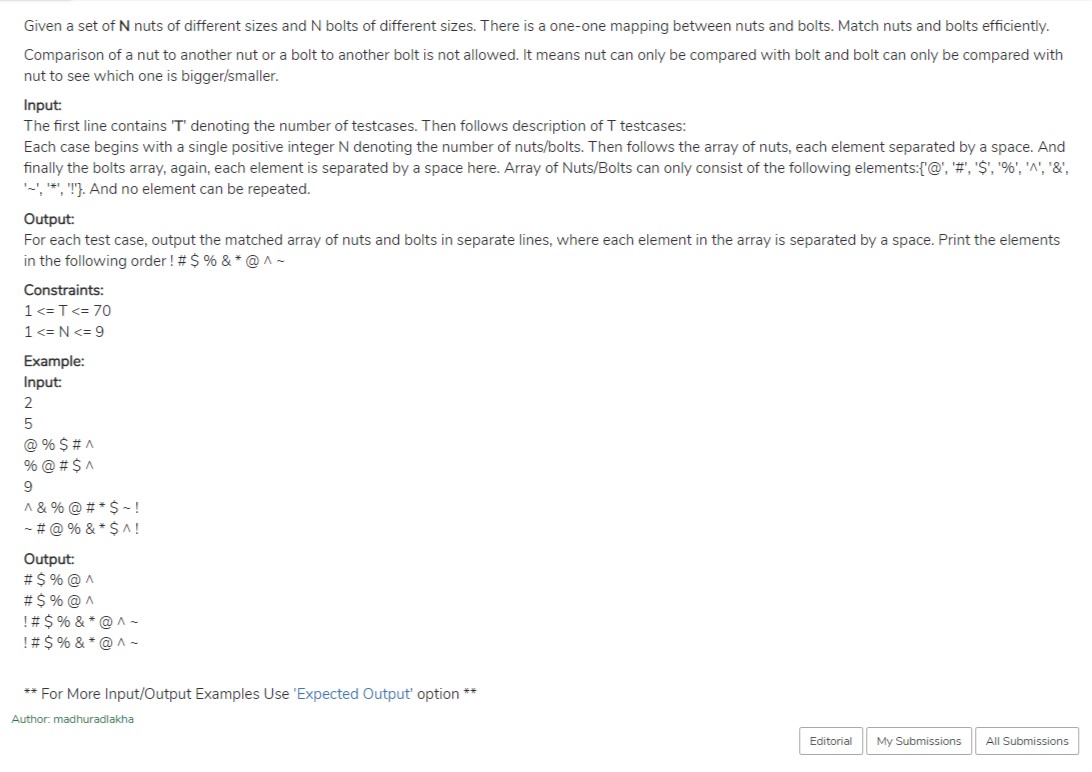 Given a set of N nuts of different sizes and N bolts of different sizes. There is a one-one mapping between nuts and bolts. Match nuts and bolts efficiently.
Comparison of a nut to another nut or a bolt to another bolt is not allowed. It means nut can only be compared with bolt and bolt can only be compared with
nut to see which one is bigger/smaller.
Input:
The first line contains 'T' denoting the number of testcases. Then follows description of T testcases:
Each case begins with a single positive integer N denoting the number of nuts/bolts. Then follows the array of nuts, each element separated by a space. And
finally the bolts array, again, each element is separated by a space here. Array of Nuts/Bolts can only consist of the following elements:{'@', '#', '$', '%', '^', '&',
'~', '*', '!'}. And no element can be repeated.
Output:
For each test case, output the matched array of nuts and bolts in separate lines, where each element in the array is separated by a space. Print the elements
in the following order ! # $ % & * @ ^ ~
Constraints:
1 <= T <= 70
1 <= N <= 9
Example:
Input:
2
5
@ % $ # ^
% @ # $ ^
9
^ & % @ # * $ ~ !
~ # @ % & * $ ^ !
Output:
# $ % @ ^
# $ % @ ^
! # $ % & * @ ^ ~
! # $ % & * @ ^ ~
** For More Input/Output Examples Use 'Expected Output' option **
Author: madhuradlakha
Editorial My Submissions All Submissions